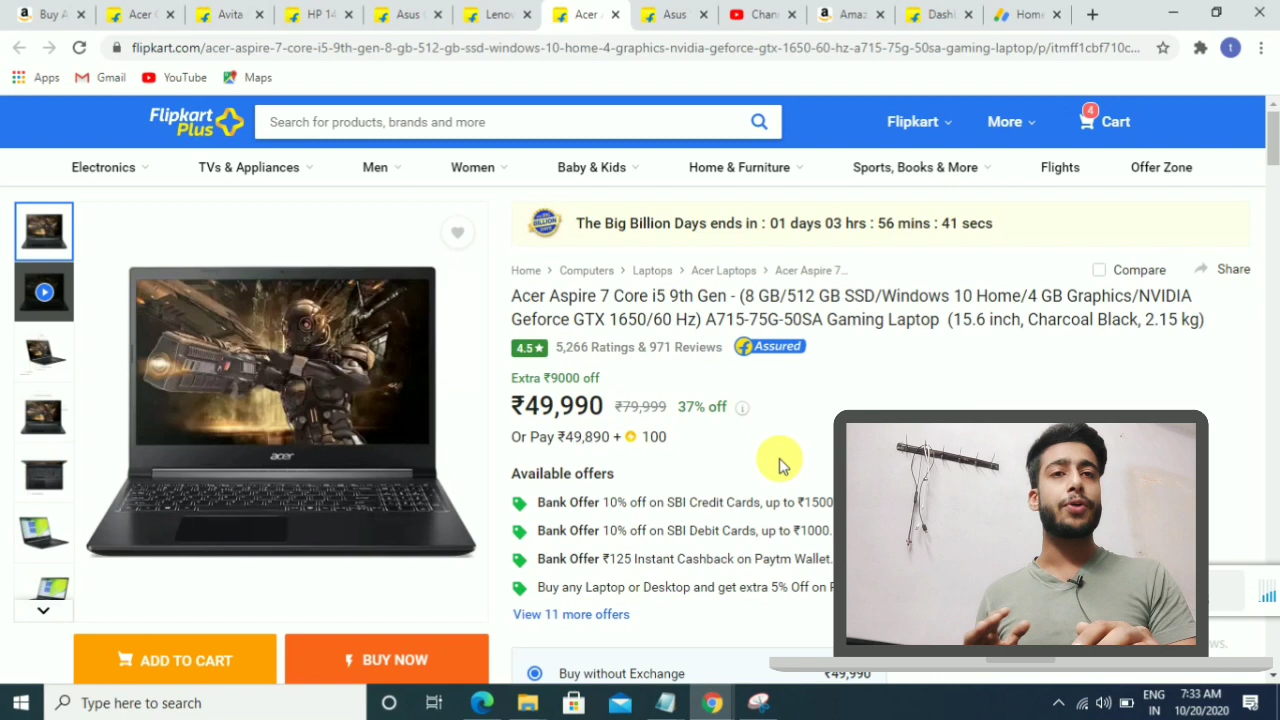 Buy A
Acer (
Avita
HP 14
Asus (
Lenov
Acer
Asus
Chan
Amaz
Dash
Home
flipkart.com/acer-aspire-7-core-i5-9th-gen-8-gb-512-gb-ssd-windows-10-home-4-graphics-nvidia-geforce-gtx-1650-60-hz-a715-75g-50sa-gaming-laptop/p/itmff1cbf710c...
t
Apps Gmail YouTube Maps
Flipkart
Plus
Search for products, brands and more
Flipkart More 4 Cart
Electronics TVs & Appliances Men Women Baby & Kids Home & Furniture Sports, Books & More Flights Offer Zone
The Big Billion Days ends in : 01 days 03 hrs : 56 mins : 41 secs
Home > Computers > Laptops > Acer Laptops > Acer Aspire 7...
Compare Share
Acer Aspire 7 Core i5 9th Gen - (8 GB/512 GB SSD/Windows 10 Home/4 GB Graphics/NVIDIA
Geforce GTX 1650/60 Hz) A715-75G-50SA Gaming Laptop (15.6 inch, Charcoal Black, 2.15 kg)
4.5★ 5,266 Ratings & 971 Reviews Assured
Extra ₹9000 off
₹49,990 ₹79,999 37% off
Or Pay ₹49,890 + 100
Available offers
Bank Offer 10% off on SBI Credit Cards, up to ₹1500
Bank Offer 10% off on SBI Debit Cards, up to ₹1000.
Bank Offer ₹125 Instant Cashback on Paytm Wallet.
Buy any Laptop or Desktop and get extra 5% Off on
View 11 more offers
acer
ADD TO CART
BUY NOW
Buy without Exchange ₹49,990
Type here to search
ENG
IN
7:33 AM
10/20/2020